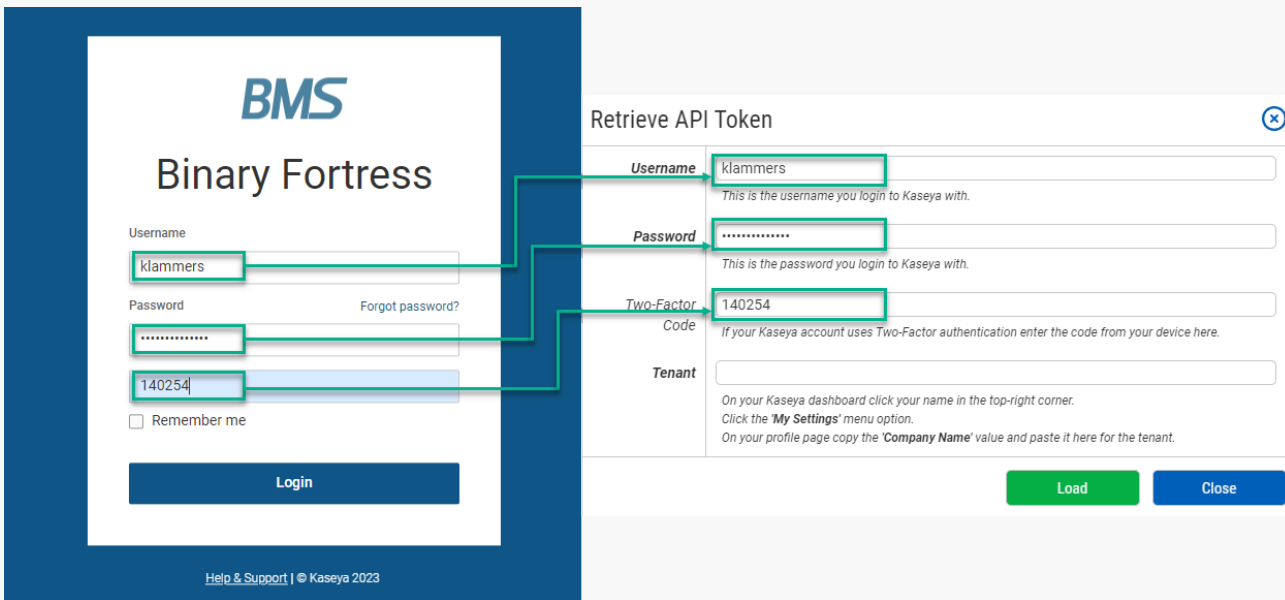 BMS
Binary Fortress
Username
klammers
Password Forgot password?
••••••••••••••
140254
Remember me
Login
Help & Support | © Kaseya 2023
Retrieve API Token
Username klammers
This is the username you login to Kaseya with.
Password ••••••••••••••
This is the password you login to Kaseya with.
Two-Factor Code 140254
If your Kaseya account uses Two-Factor authentication enter the code from your device here.
Tenant
On your Kaseya dashboard click your name in the top-right corner.
Click the 'My Settings' menu option.
On your profile page copy the 'Company Name' value and paste it here for the tenant.
Load Close